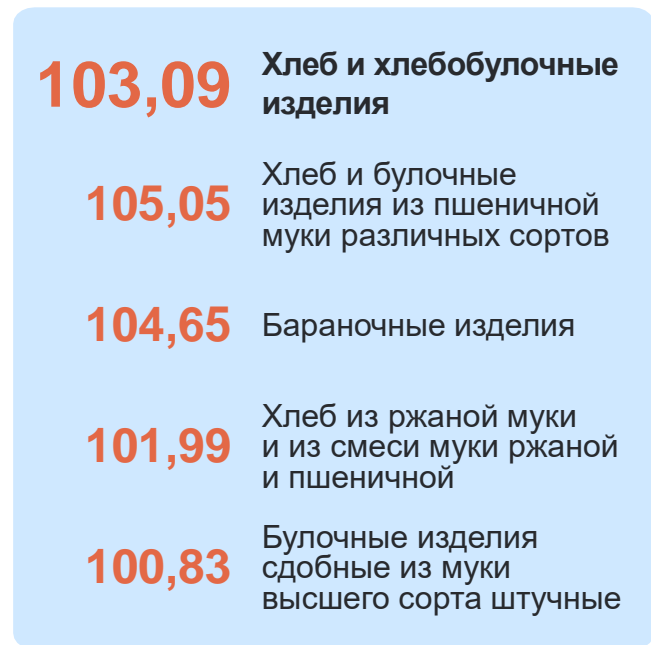 103,09 Хлеб и хлебобулочные
изделия
105,05 Хлеб и булочные
изделия из пшеничной
муки различных сортов
104,65 Бараночные изделия
101,99 Хлеб из ржаной муки
и из смеси муки ржаной
и пшеничной
100,83 Булочные изделия
сдобные из муки
высшего сорта штучные